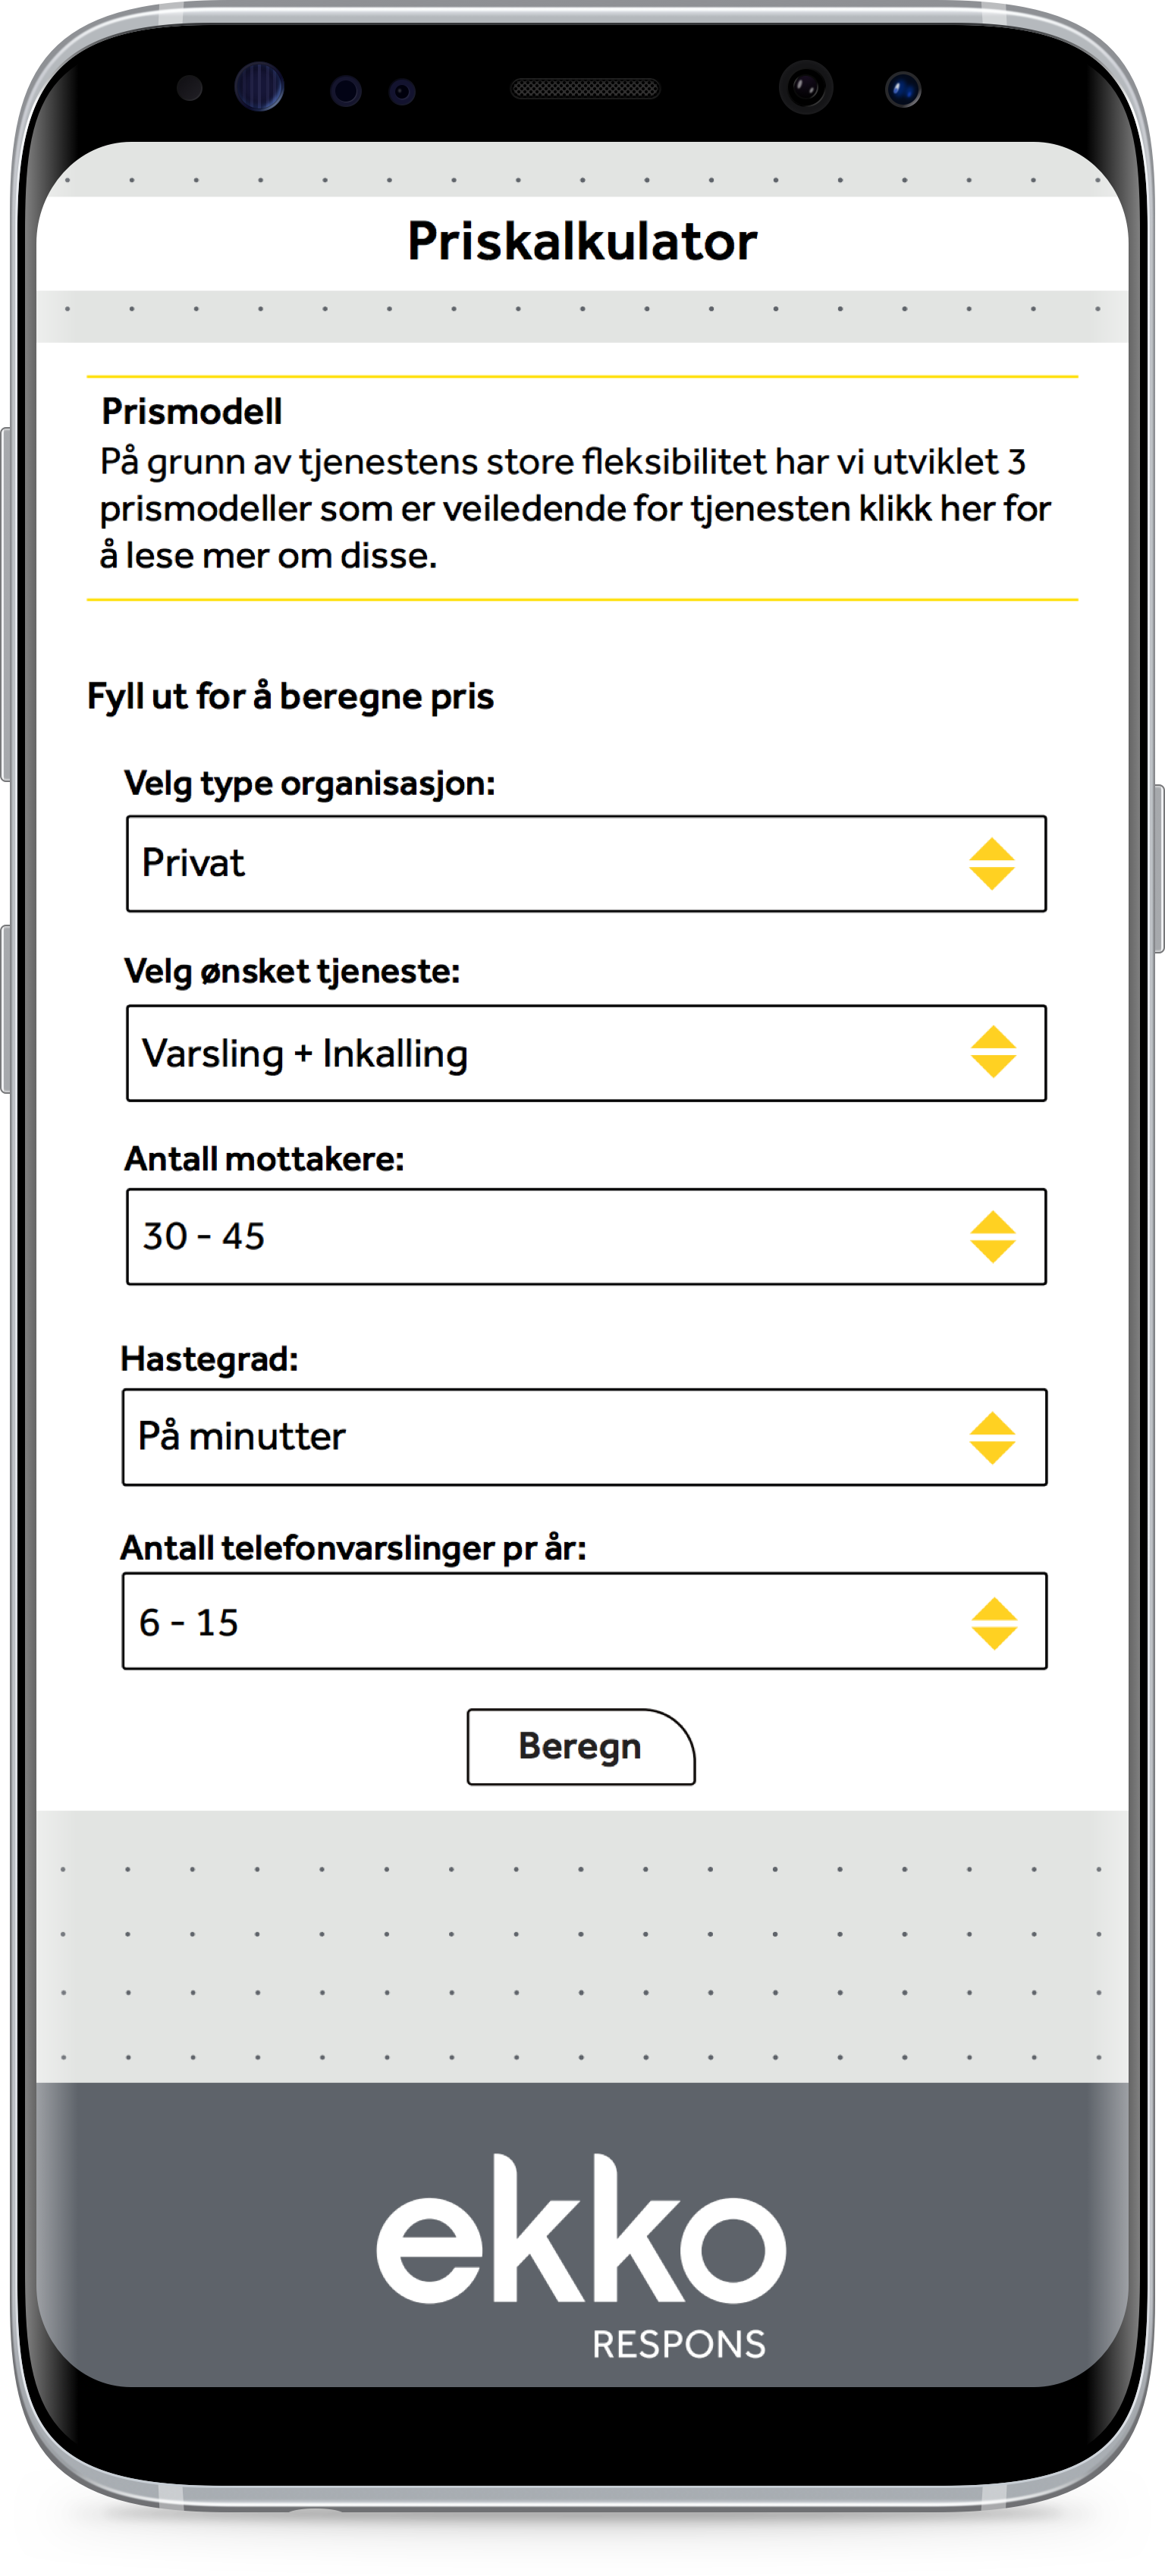 Priskalkulator
Prismodell
På grunn av tjenestens store fleksibilitet har vi utviklet 3
prismodeller som er veiledende for tjenesten klikk her for
å lese mer om disse.
Fyll ut for å beregne pris
Velg type organisasjon:
Privat
Velg ønsket tjeneste:
Varsling + Inkalling
Antall mottakere:
30 - 45
Hastegrad:
På minutter
Antall telefonvarslinger pr år:
6 - 15
Beregn
ekko
RESPONS